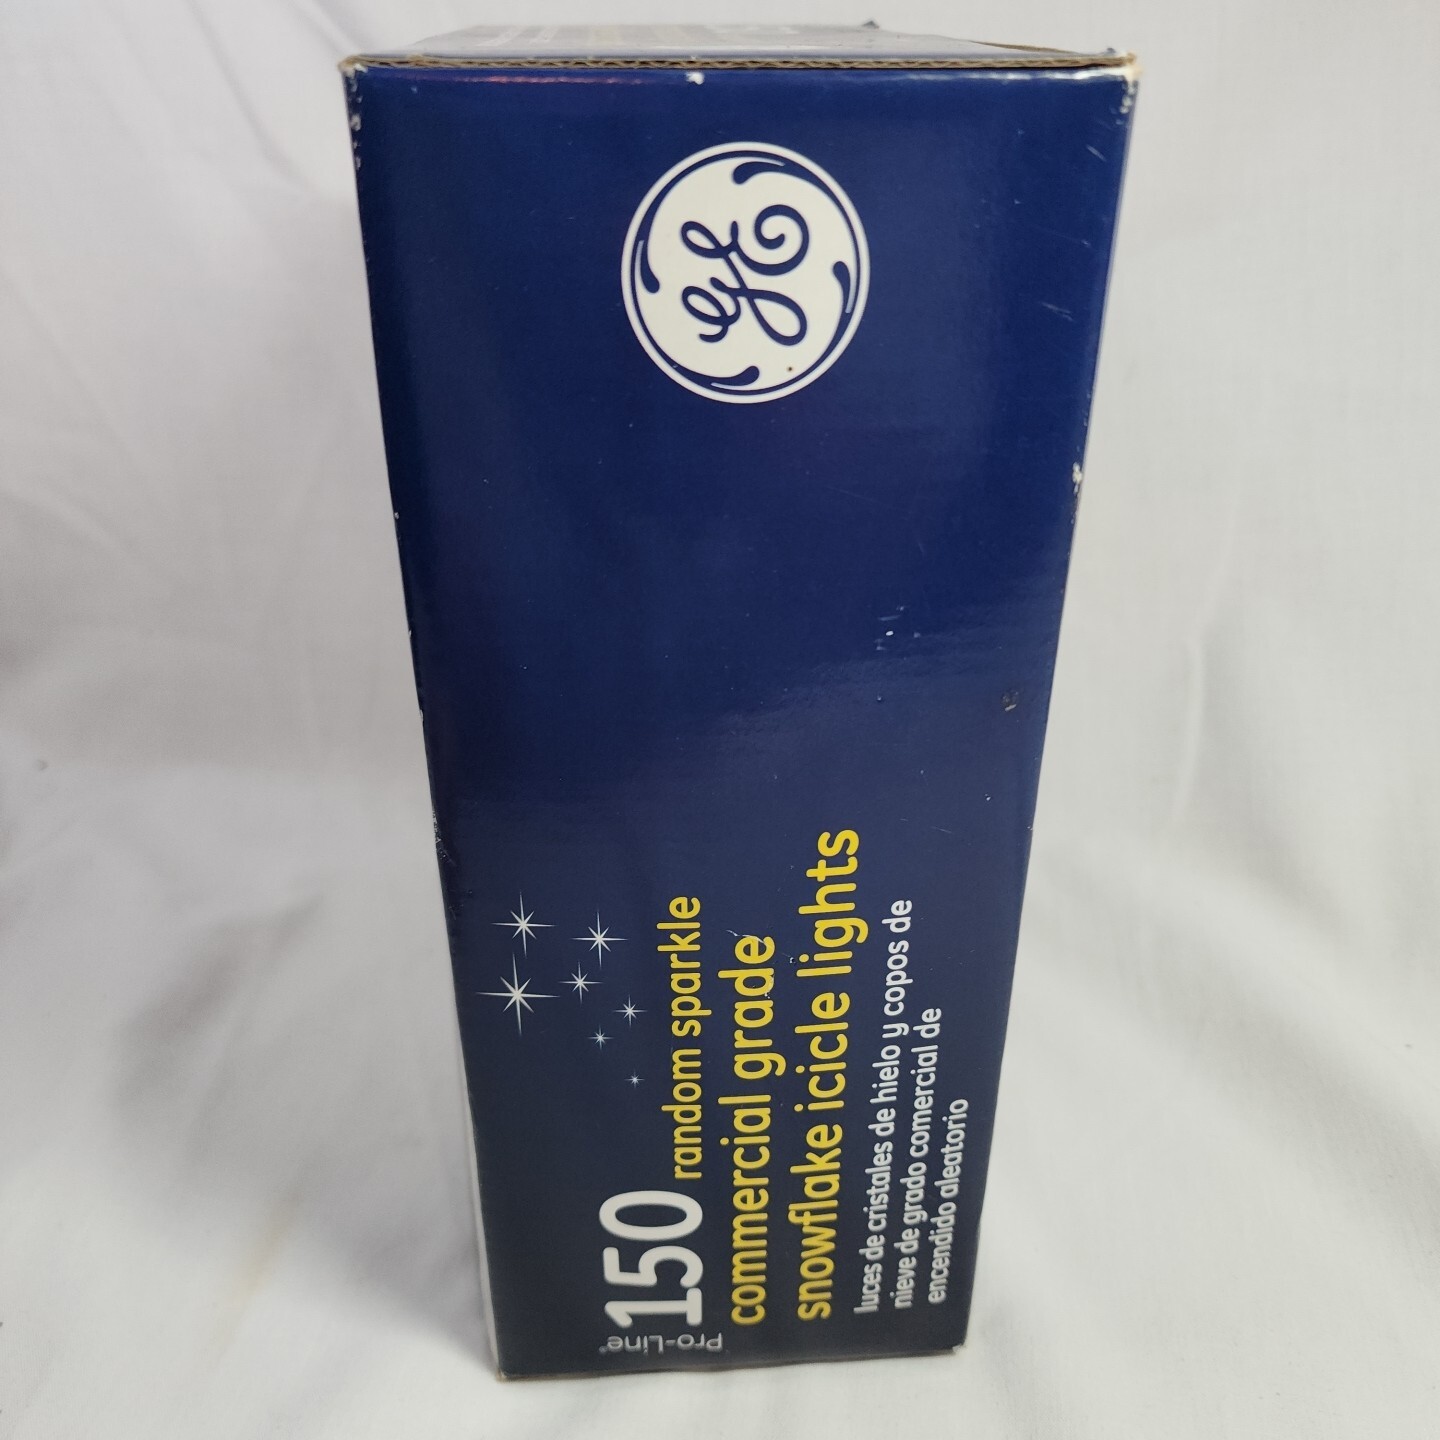 GE
Pro-Line®
150 random sparkle
commercial grade
snowflake icicle lights
luces de cristales de hielo y copos de
nieve de grado comercial de
encendido aleatorio